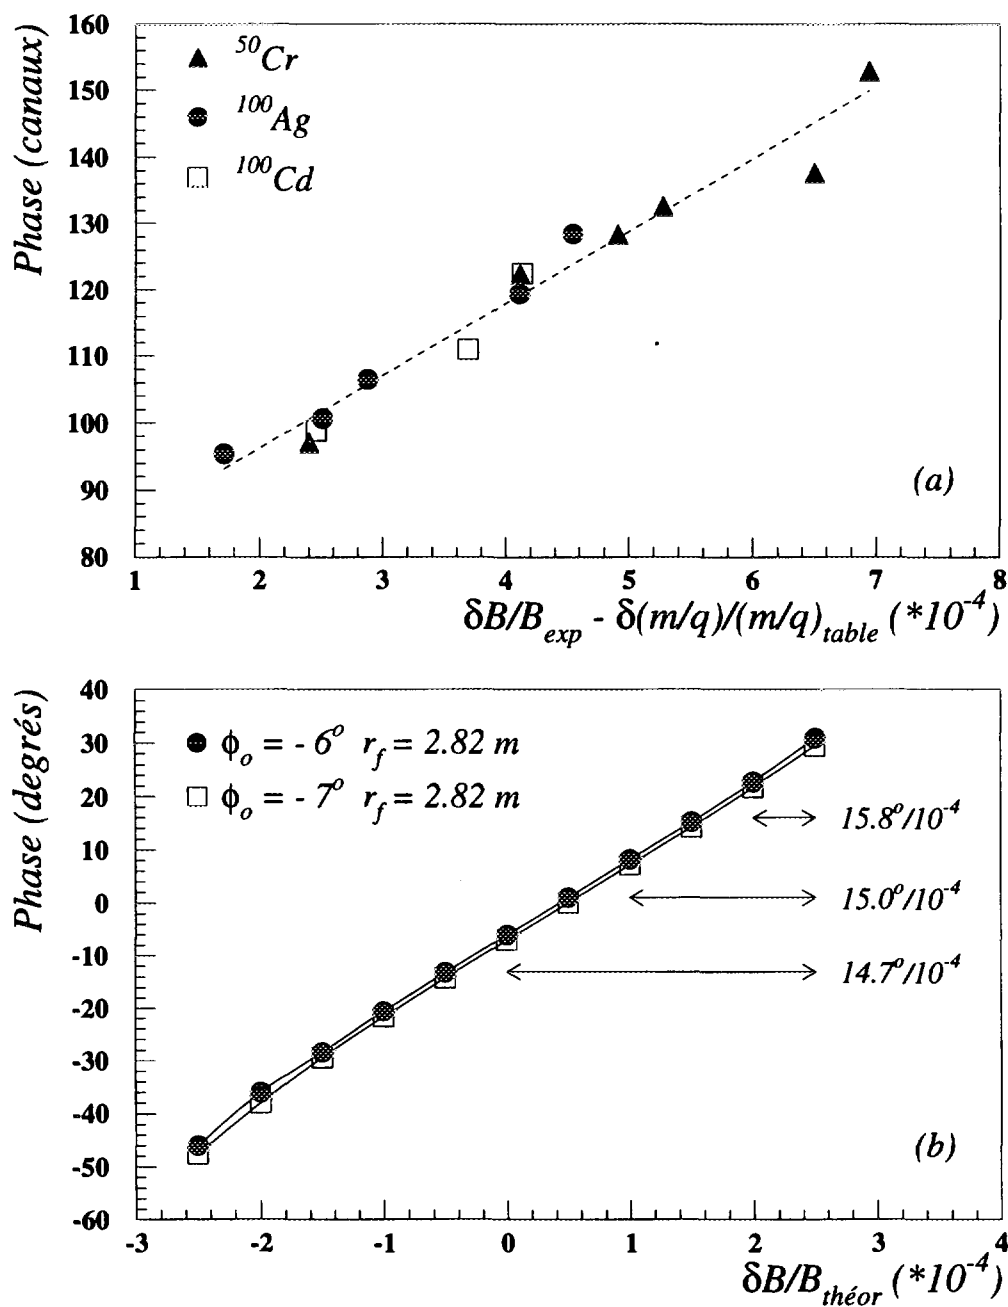 160
150
140
130
120
110
100
90
80
Phase (canaux)
⁵⁰Cr
¹⁰⁰Ag
¹⁰⁰Cd
(a)
1 2 3 4 5 6 7 8
δB/B_exp - δ(m/q)/(m/q)_table (*10⁻⁴)
40
30
20
10
0
-10
-20
-30
-40
-50
-60
Phase (degrés)
ϕ_o = - 6° r_f = 2.82 m
ϕ_o = - 7° r_f = 2.82 m
15.8°/10⁻⁴
15.0°/10⁻⁴
14.7°/10⁻⁴
(b)
-3 -2 -1 0 1 2 3 4
δB/B_théor (*10⁻⁴)